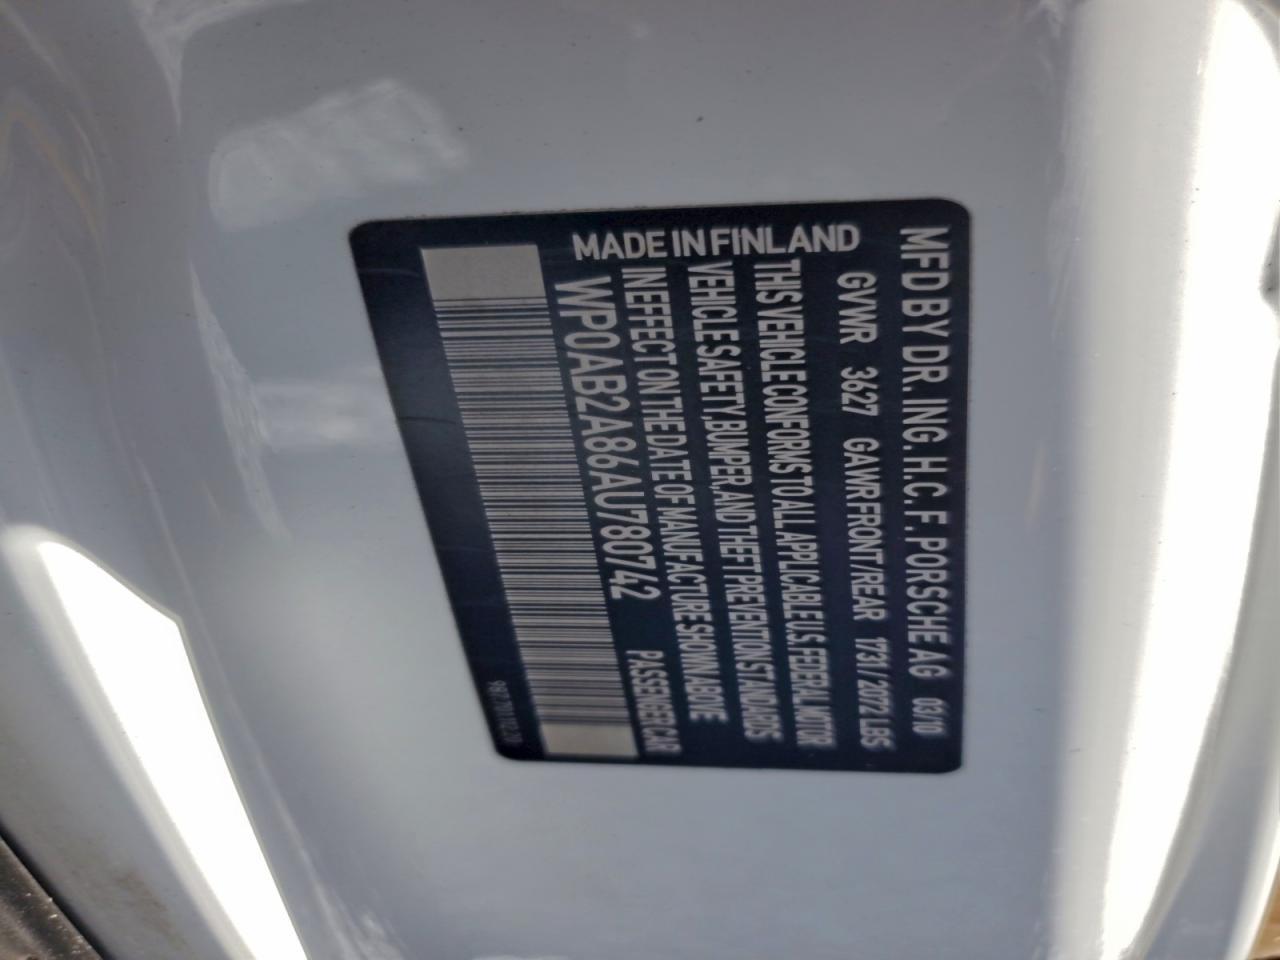 MFD BY DR. ING. H.C. F. PORSCHE AG 03/10
GVWR 3627 GAWR FRONT/REAR 1731/2072 LBS
MADE IN FINLAND
THIS VEHICLE CONFORMS TO ALL APPLICABLE U.S. FEDERAL MOTOR
VEHICLE SAFETY, BUMPER, AND THEFT PREVENTION STANDARDS
IN EFFECT ON THE DATE OF MANUFACTURE SHOWN ABOVE
WP0AB2A86AU780742 PASSENGER CAR